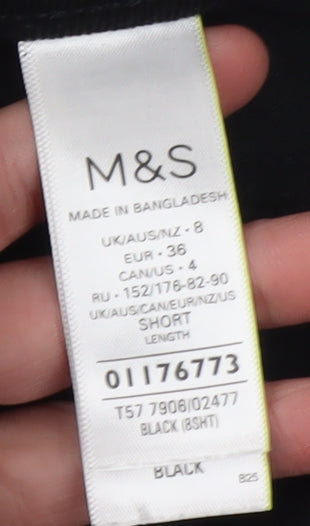 M&S
MADE IN BANGLADESH
UK/AUS/NZ · 8
EUR · 36
CAN/US · 4
RU · 152/176-82-90
UK/AUS/CAN/EUR/NZ/US
SHORT
LENGTH
01176773
T57 7906/02477
BLACK (8SHT)
BLACK
825